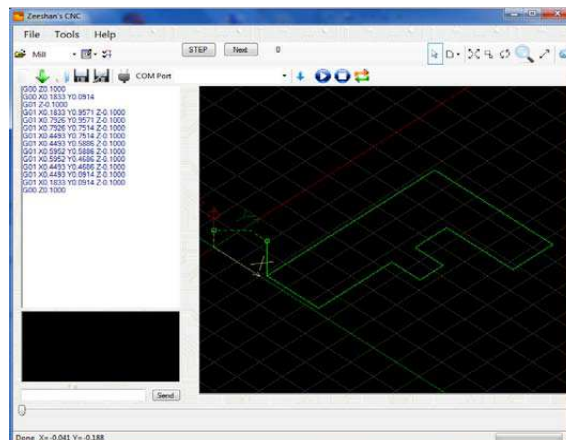 Zeeshan's CNC
File Tools Help
Mill STEP Next 0
COM Port
G00 Z0.1000
G00 X0.1833 Y0.0914
G01 Z-0.1000
G01 X0.1833 Y0.9571 Z-0.1000
G01 X0.7926 Y0.9571 Z-0.1000
G01 X0.7926 Y0.7514 Z-0.1000
G01 X0.4493 Y0.7514 Z-0.1000
G01 X0.4493 Y0.5886 Z-0.1000
G01 X0.5952 Y0.5886 Z-0.1000
G01 X0.5952 Y0.4686 Z-0.1000
G01 X0.4493 Y0.4686 Z-0.1000
G01 X0.4493 Y0.0914 Z-0.1000
G01 X0.1833 Y0.0914 Z-0.1000
G00 Z0.1000
Send
Done X=-0.041 Y=-0.188